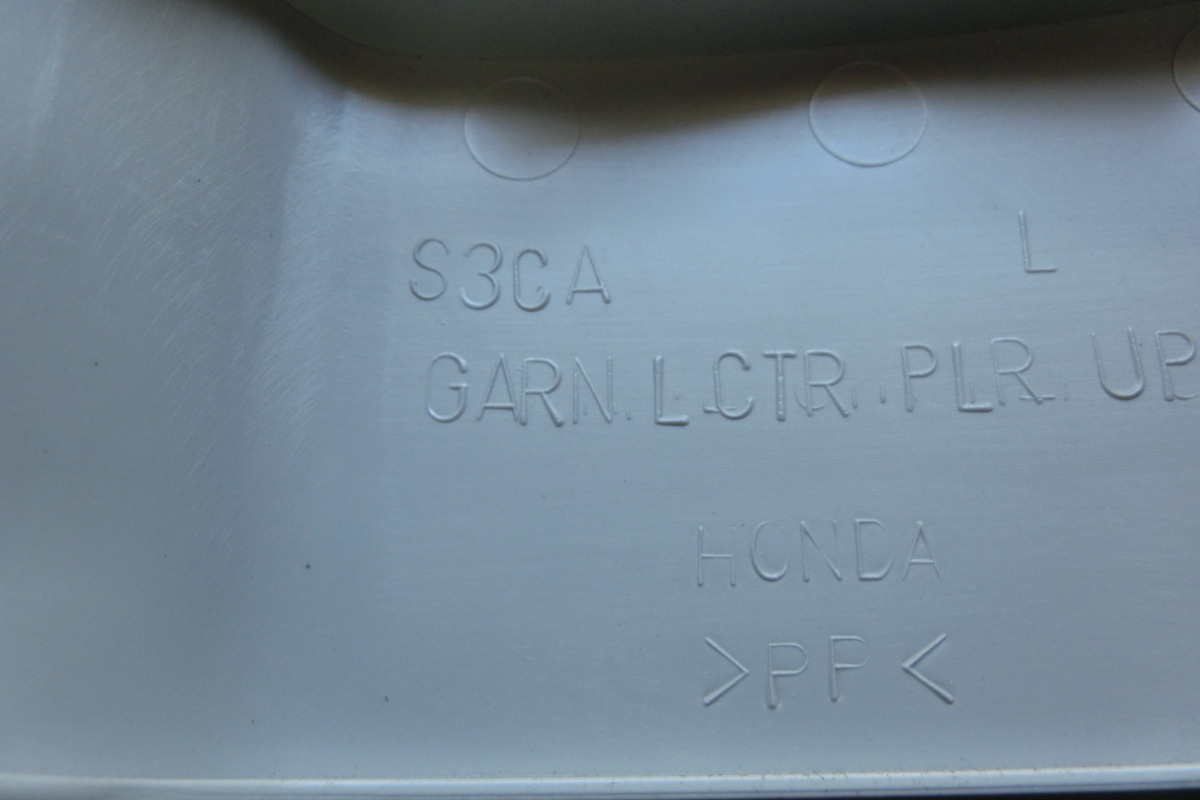 S3CA L
GARN.L.CTR.PLR.UP
HONDA
>PP<